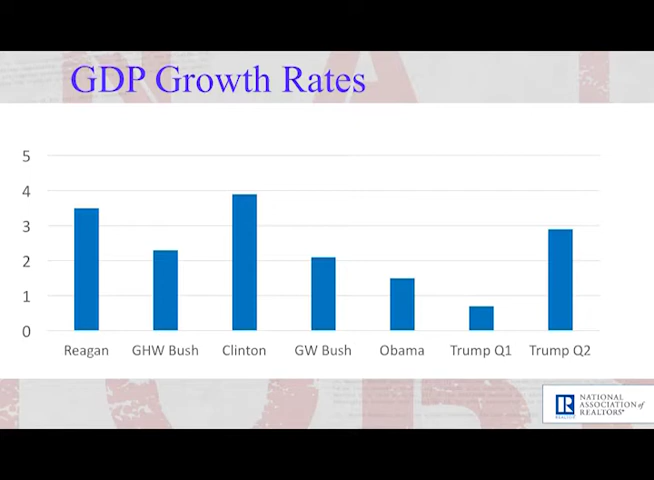 GDP Growth Rates
5
4
3
2
1
0
Reagan GHW Bush Clinton GW Bush Obama Trump Q1 Trump Q2
NATIONAL
ASSOCIATION of
REALTORS®